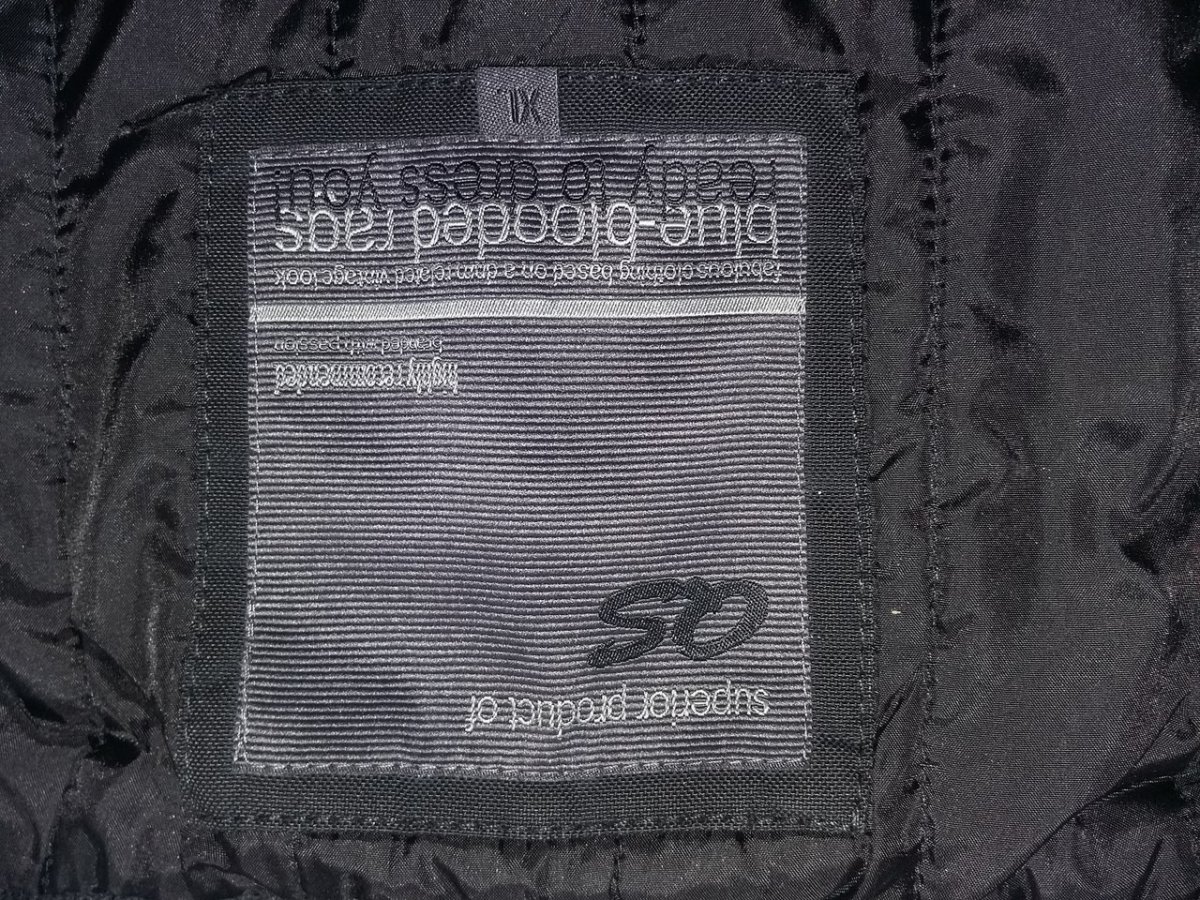 superior product of
QS
highly recommended
branded with passion
fabulous clothing based on a dnm related vintage look
blue-blooded rags
ready to dress you!
XL